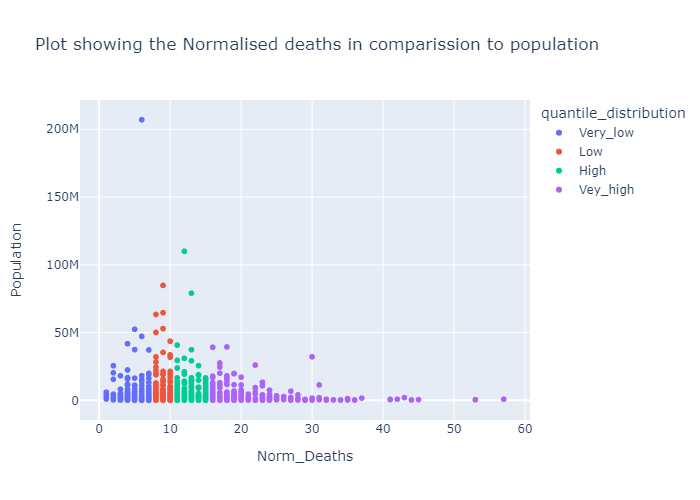 Plot showing the Normalised deaths in comparission to population
quantile_distribution
Very_low
Low
High
Vey_high
Population
200M
150M
100M
50M
0
0 10 20 30 40 50 60
Norm_Deaths